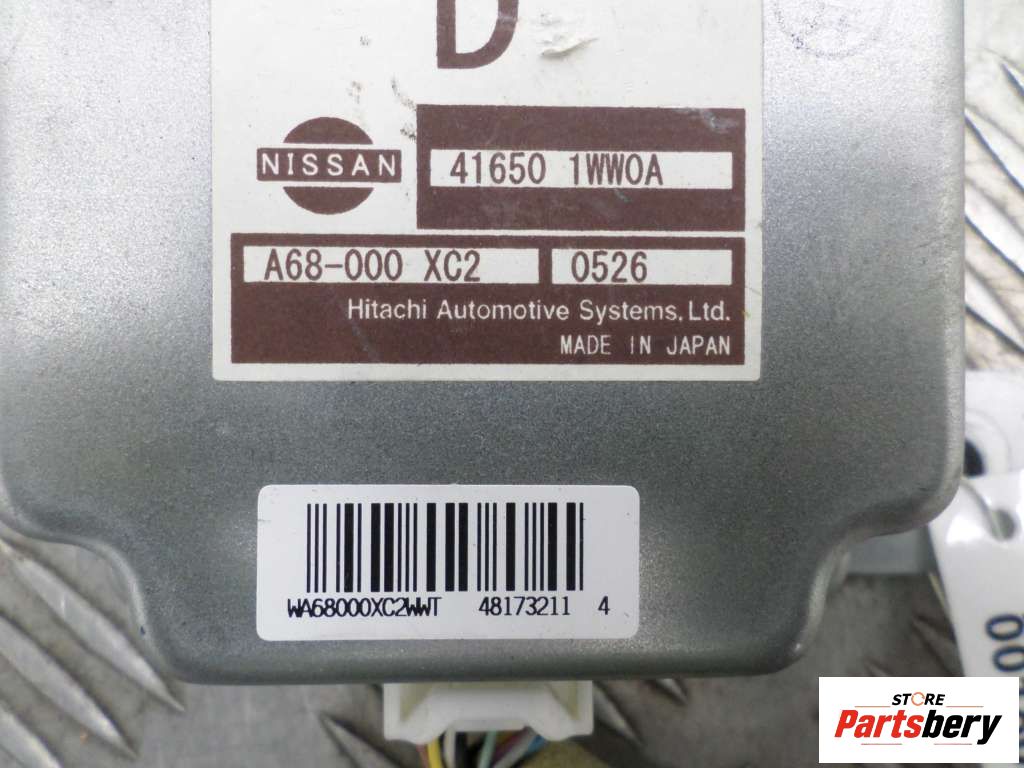 D
NISSAN
41650 1WW0A
A68-000 XC2 0526
Hitachi Automotive Systems, Ltd.
MADE IN JAPAN
WA68000XC2WWT 48173211 4
00
STORE
Partsbery